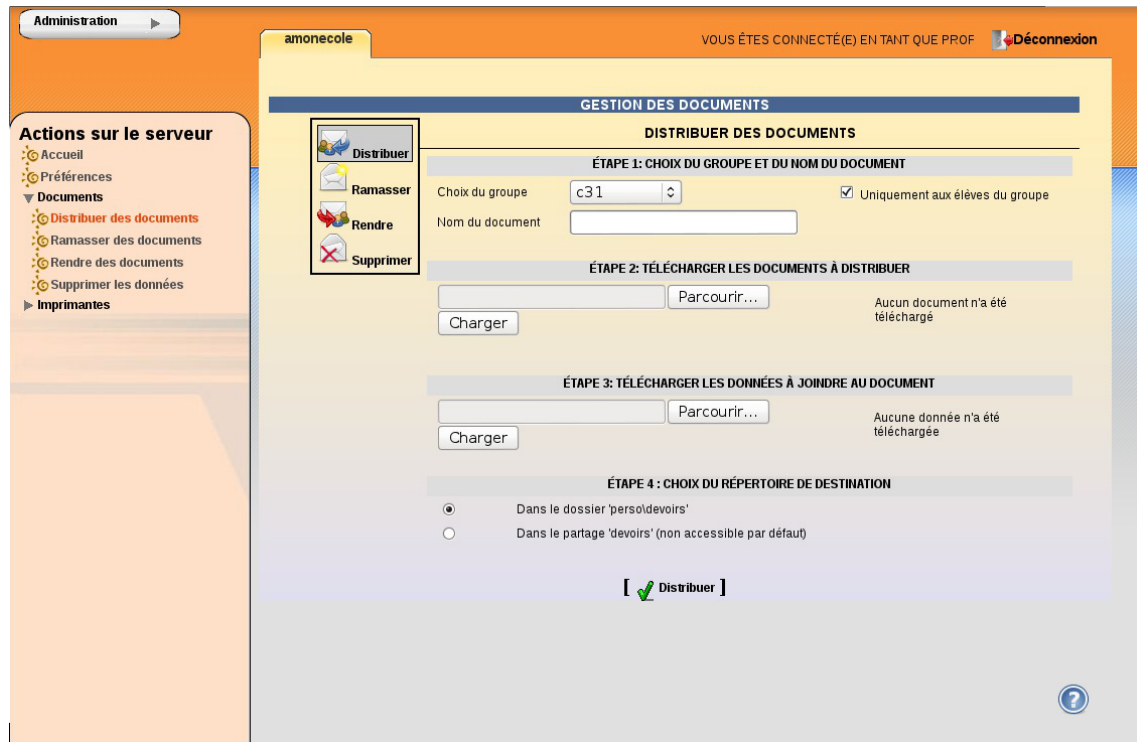 Administration
amonecole
VOUS ÊTES CONNECTÉ(E) EN TANT QUE PROF
Déconnexion
Actions sur le serveur
Accueil
Préférences
Documents
Distribuer des documents
Ramasser des documents
Rendre des documents
Supprimer les données
Imprimantes
GESTION DES DOCUMENTS
Distribuer
Ramasser
Rendre
Supprimer
DISTRIBUER DES DOCUMENTS
ÉTAPE 1: CHOIX DU GROUPE ET DU NOM DU DOCUMENT
Choix du groupe c31 Uniquement aux élèves du groupe
Nom du document
ÉTAPE 2: TÉLÉCHARGER LES DOCUMENTS À DISTRIBUER
Parcourir...
Charger
Aucun document n'a été
téléchargé
ÉTAPE 3: TÉLÉCHARGER LES DONNÉES À JOINDRE AU DOCUMENT
Parcourir...
Charger
Aucune donnée n'a été
téléchargée
ÉTAPE 4 : CHOIX DU RÉPERTOIRE DE DESTINATION
Dans le dossier 'perso\devoirs'
Dans le partage 'devoirs' (non accessible par défaut)
[ Distribuer ]
?